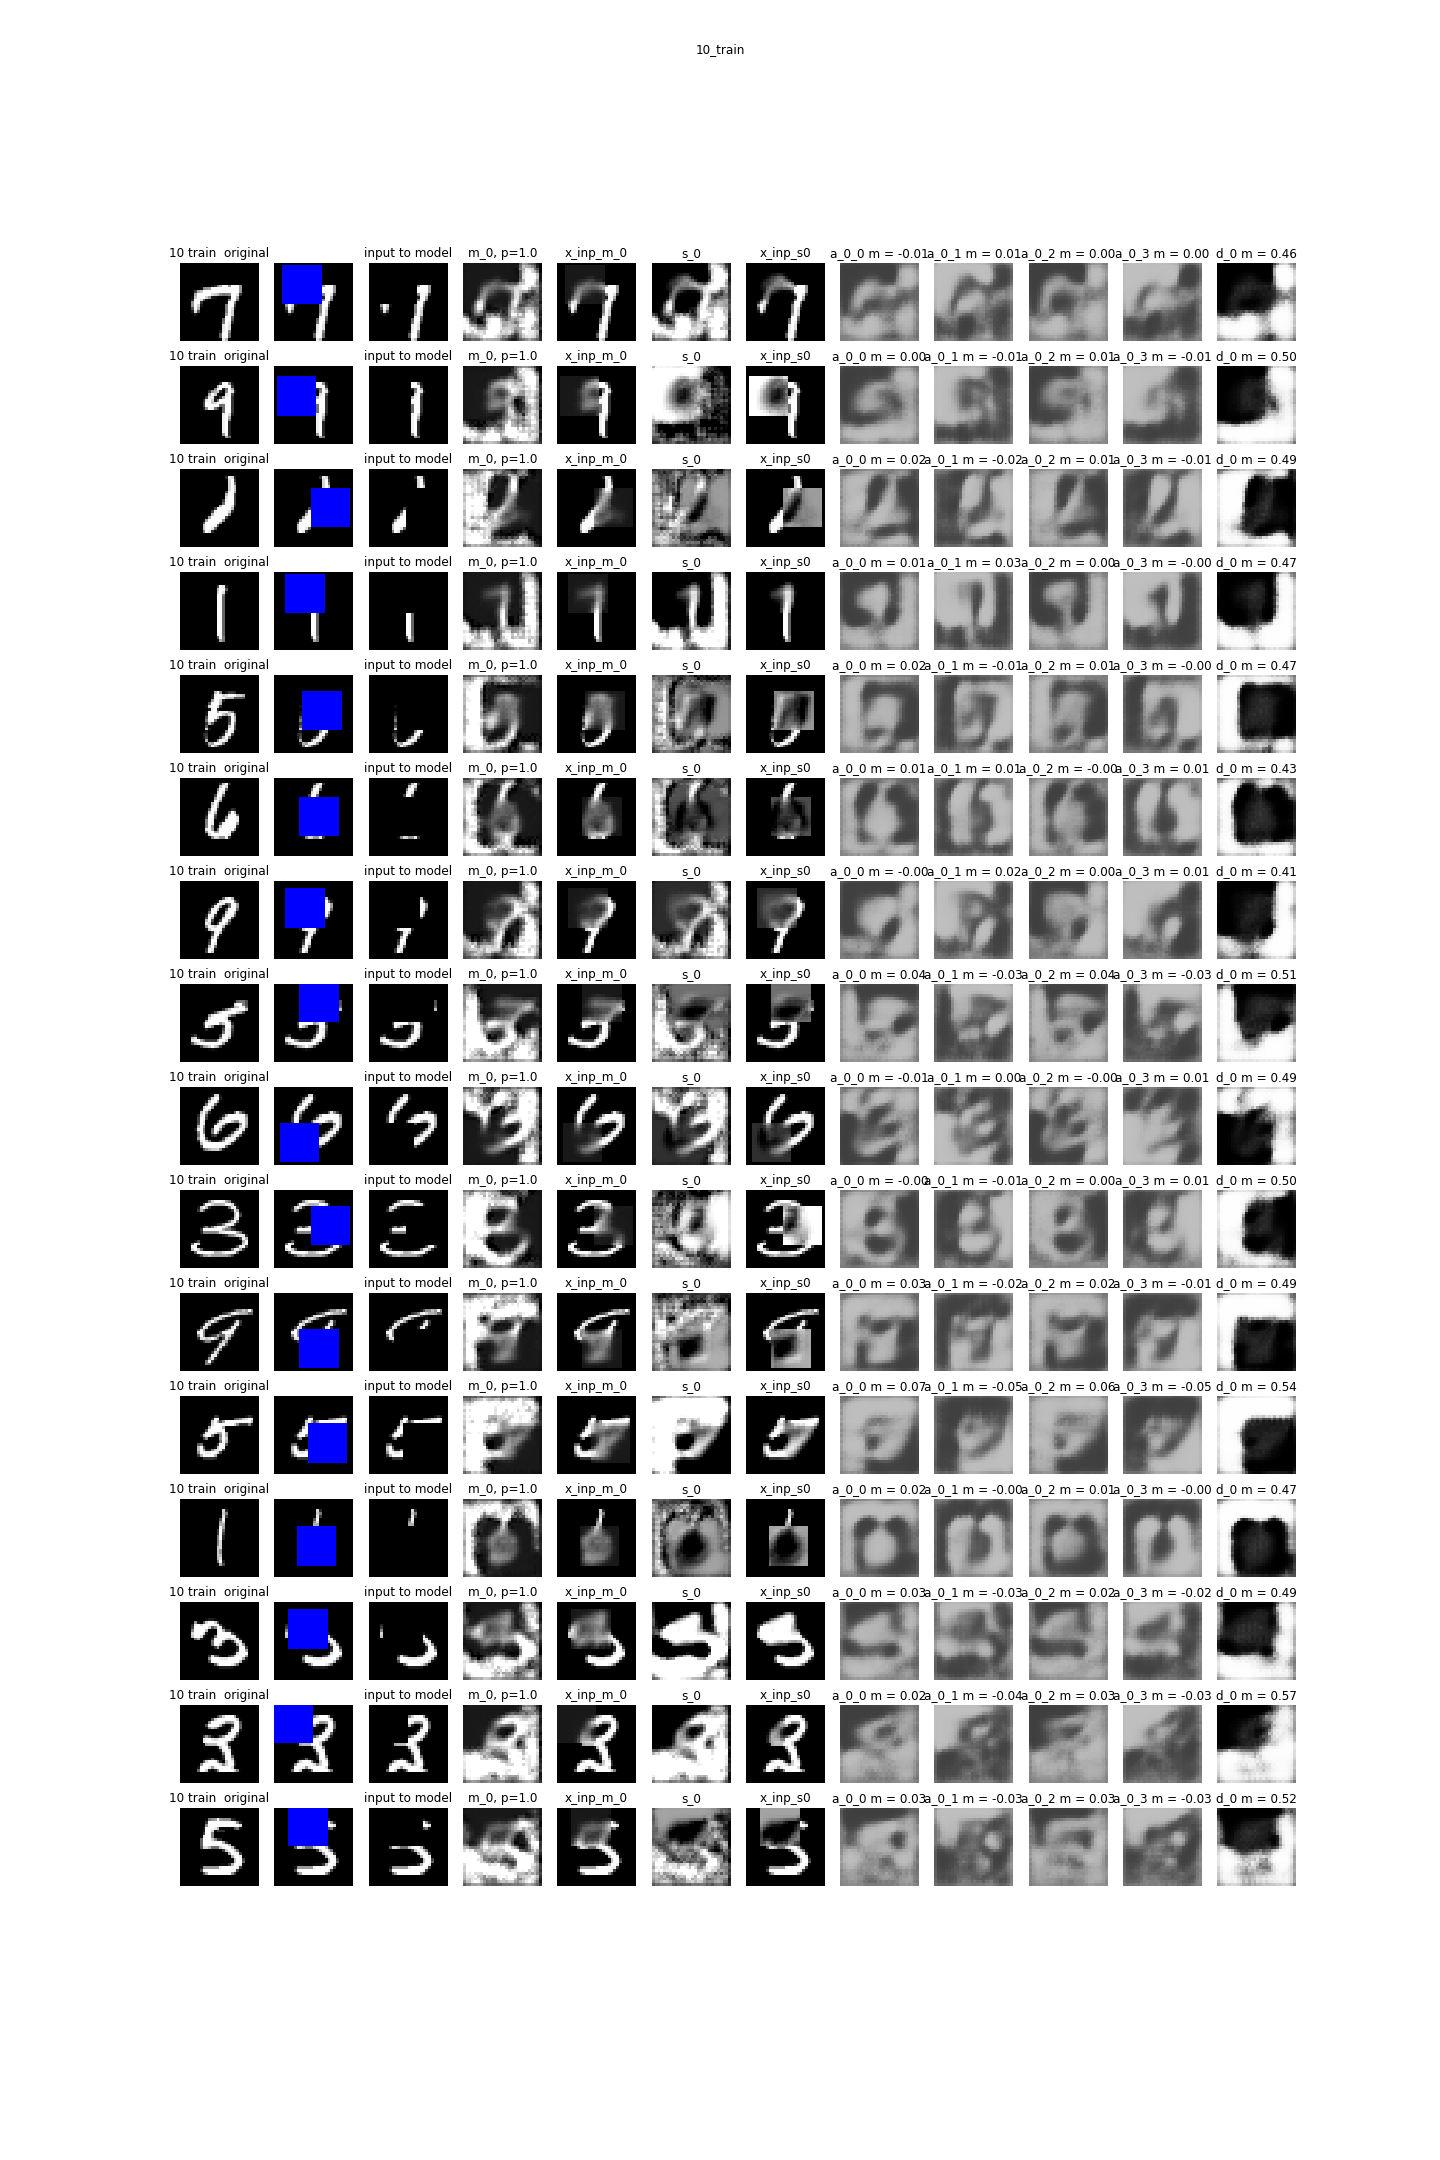 10_train
10 train original input to model m_0, p=1.0 x_inp_m_0 s_0 x_inp_s0 a_0_0 m = -0.01 a_0_1 m = 0.01 a_0_2 m = 0.00 a_0_3 m = 0.00 d_0 m = 0.46
10 train original input to model m_0, p=1.0 x_inp_m_0 s_0 x_inp_s0 a_0_0 m = 0.00 a_0_1 m = -0.01 a_0_2 m = 0.01 a_0_3 m = -0.01 d_0 m = 0.50
10 train original input to model m_0, p=1.0 x_inp_m_0 s_0 x_inp_s0 a_0_0 m = 0.02 a_0_1 m = -0.02 a_0_2 m = 0.01 a_0_3 m = -0.01 d_0 m = 0.49
10 train original input to model m_0, p=1.0 x_inp_m_0 s_0 x_inp_s0 a_0_0 m = 0.01 a_0_1 m = 0.03 a_0_2 m = 0.00 a_0_3 m = -0.00 d_0 m = 0.47
10 train original input to model m_0, p=1.0 x_inp_m_0 s_0 x_inp_s0 a_0_0 m = 0.02 a_0_1 m = -0.01 a_0_2 m = 0.01 a_0_3 m = -0.00 d_0 m = 0.47
10 train original input to model m_0, p=1.0 x_inp_m_0 s_0 x_inp_s0 a_0_0 m = 0.01 a_0_1 m = 0.01 a_0_2 m = -0.00 a_0_3 m = 0.01 d_0 m = 0.43
10 train original input to model m_0, p=1.0 x_inp_m_0 s_0 x_inp_s0 a_0_0 m = -0.00 a_0_1 m = 0.02 a_0_2 m = 0.00 a_0_3 m = 0.01 d_0 m = 0.41
10 train original input to model m_0, p=1.0 x_inp_m_0 s_0 x_inp_s0 a_0_0 m = 0.04 a_0_1 m = -0.03 a_0_2 m = 0.04 a_0_3 m = -0.03 d_0 m = 0.51
10 train original input to model m_0, p=1.0 x_inp_m_0 s_0 x_inp_s0 a_0_0 m = -0.01 a_0_1 m = 0.00 a_0_2 m = -0.00 a_0_3 m = 0.01 d_0 m = 0.49
10 train original input to model m_0, p=1.0 x_inp_m_0 s_0 x_inp_s0 a_0_0 m = -0.00 a_0_1 m = -0.01 a_0_2 m = 0.00 a_0_3 m = 0.01 d_0 m = 0.50
10 train original input to model m_0, p=1.0 x_inp_m_0 s_0 x_inp_s0 a_0_0 m = 0.03 a_0_1 m = -0.02 a_0_2 m = 0.02 a_0_3 m = -0.01 d_0 m = 0.49
10 train original input to model m_0, p=1.0 x_inp_m_0 s_0 x_inp_s0 a_0_0 m = 0.07 a_0_1 m = -0.05 a_0_2 m = 0.06 a_0_3 m = -0.05 d_0 m = 0.54
10 train original input to model m_0, p=1.0 x_inp_m_0 s_0 x_inp_s0 a_0_0 m = 0.02 a_0_1 m = -0.00 a_0_2 m = 0.01 a_0_3 m = -0.00 d_0 m = 0.47
10 train original input to model m_0, p=1.0 x_inp_m_0 s_0 x_inp_s0 a_0_0 m = 0.03 a_0_1 m = -0.03 a_0_2 m = 0.02 a_0_3 m = -0.02 d_0 m = 0.49
10 train original input to model m_0, p=1.0 x_inp_m_0 s_0 x_inp_s0 a_0_0 m = 0.02 a_0_1 m = -0.04 a_0_2 m = 0.03 a_0_3 m = -0.03 d_0 m = 0.57
10 train original input to model m_0, p=1.0 x_inp_m_0 s_0 x_inp_s0 a_0_0 m = 0.03 a_0_1 m = -0.03 a_0_2 m = 0.03 a_0_3 m = -0.03 d_0 m = 0.52